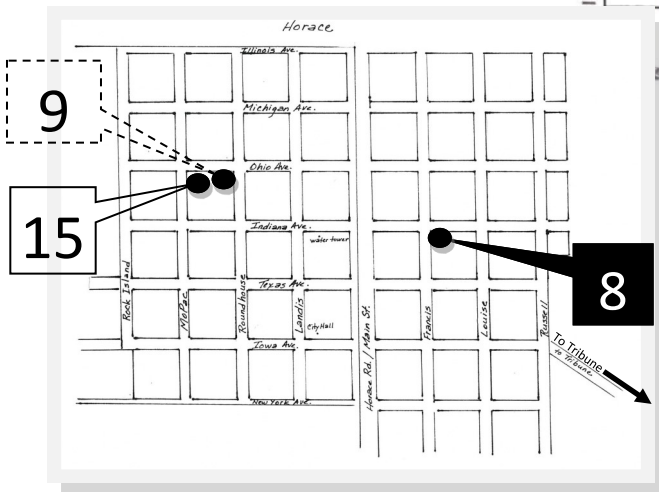 Horace
Illinois Ave.
Michigan Ave.
9
Ohio Ave.
15
Indiana Ave.
water tower
8
Texas Ave.
Rock Island
MoPac
Roundhouse
Landis
City Hall
Horace Rd. / Main St.
Francis
Louise
Russell
Iowa Ave.
To Tribune
to Tribune
New York Ave.